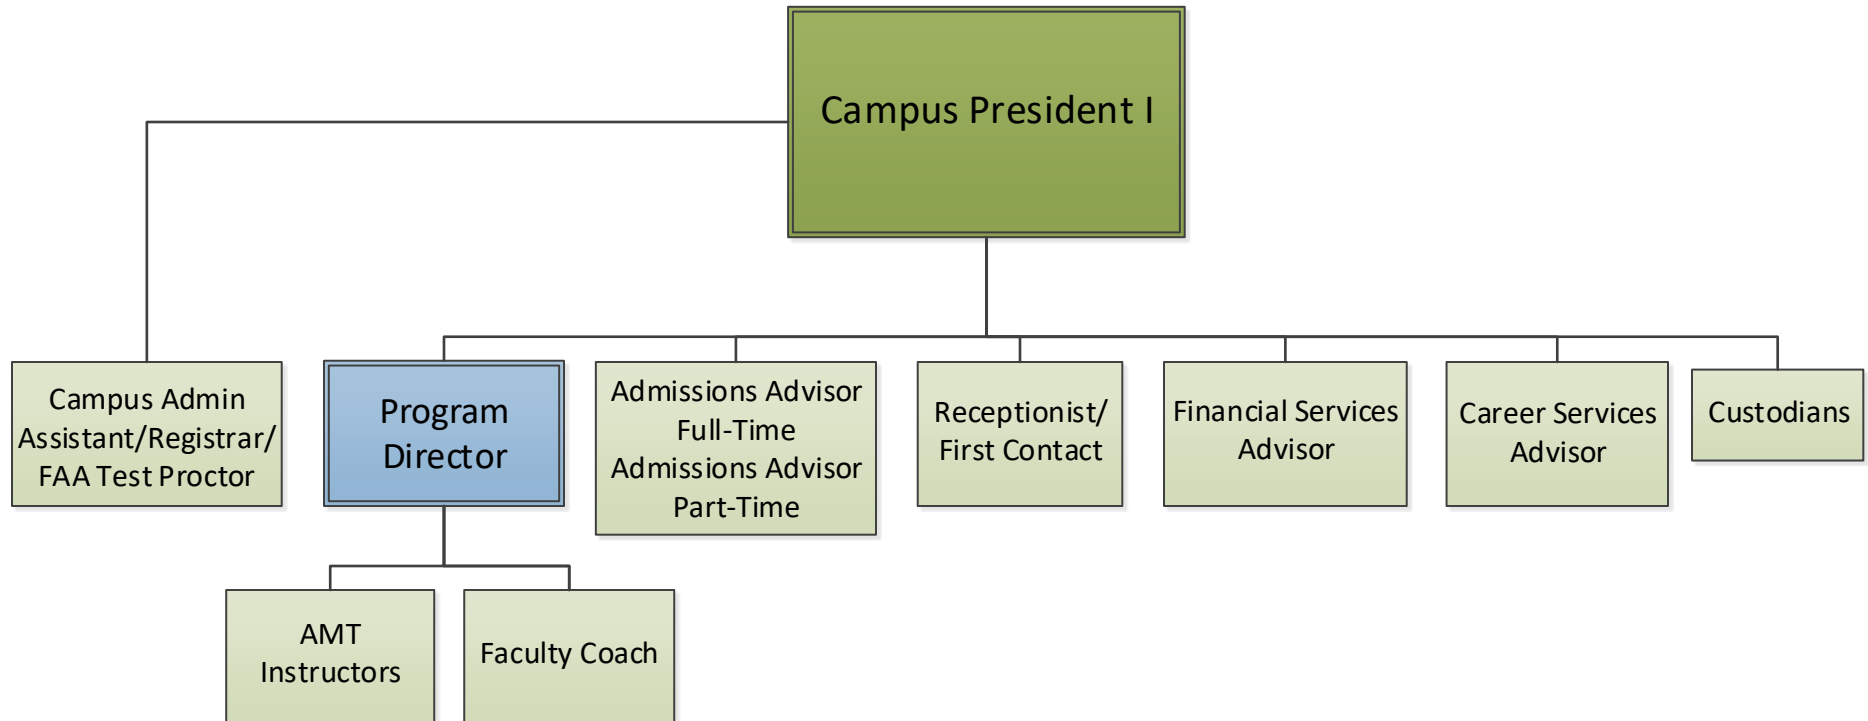 Campus President I
Campus Admin
Assistant/Registrar/
FAA Test Proctor
Program
Director
Admissions Advisor
Full-Time
Admissions Advisor
Part-Time
Receptionist/
First Contact
Financial Services
Advisor
Career Services
Advisor
Custodians
AMT
Instructors
Faculty Coach